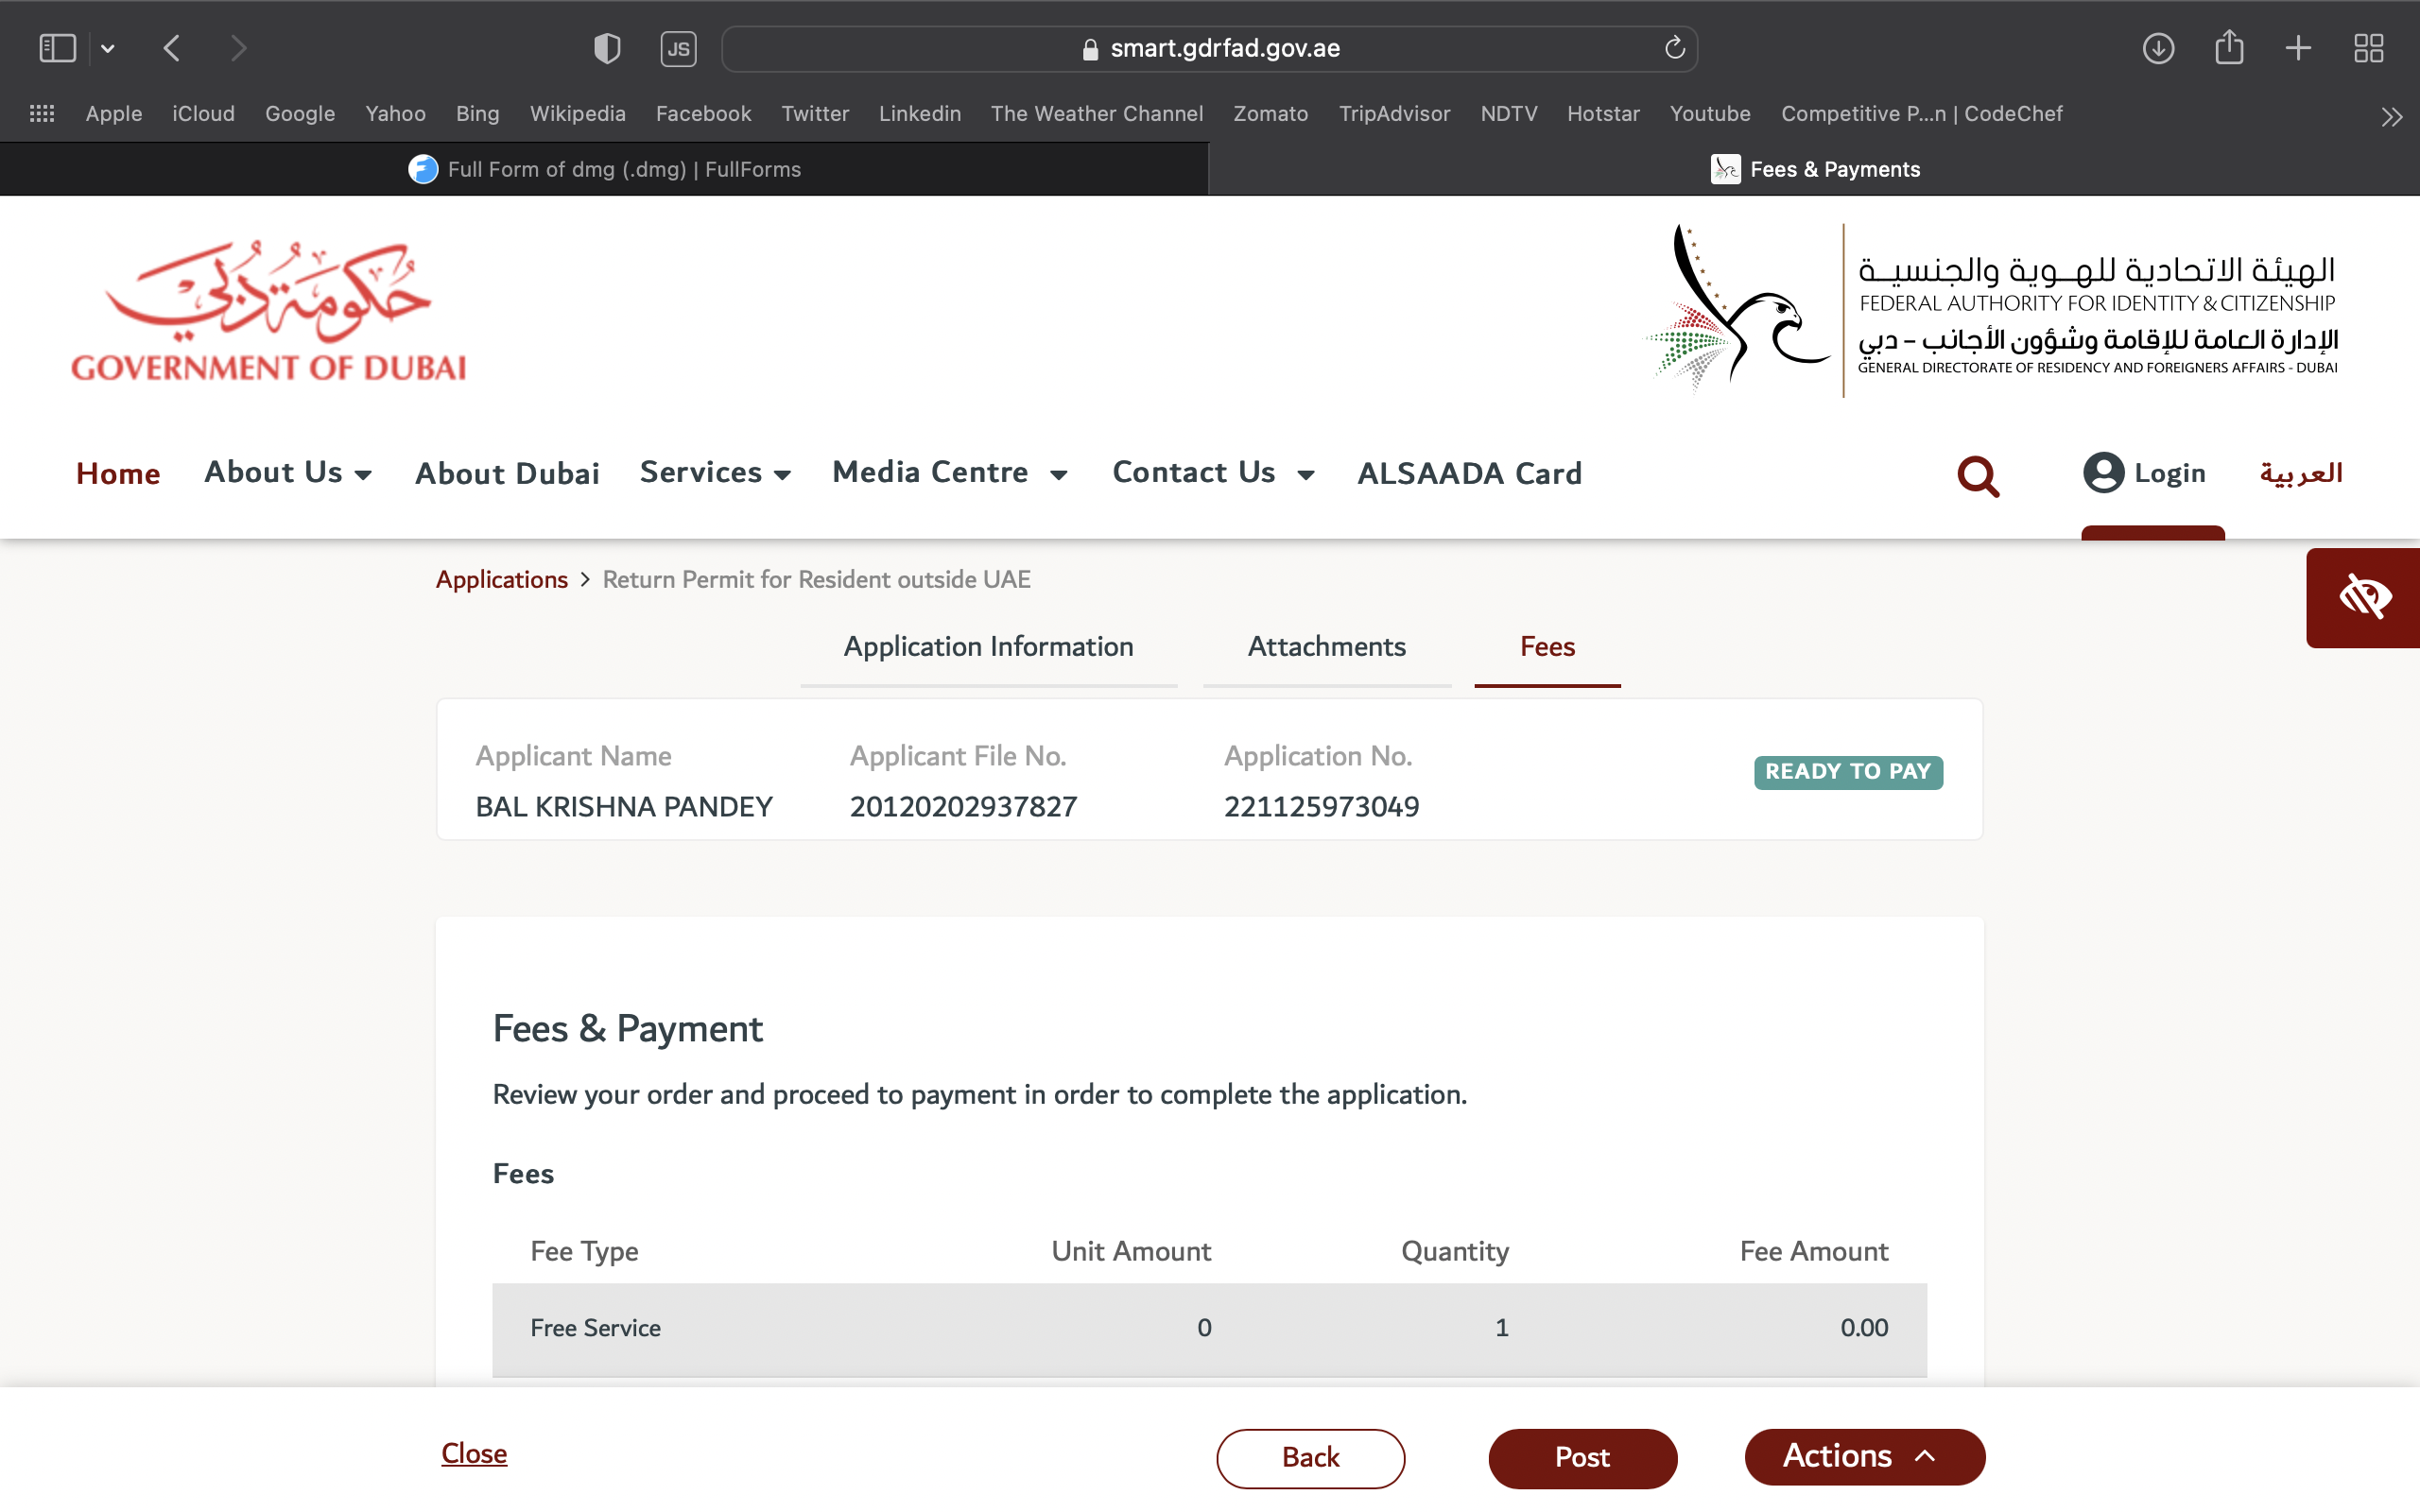 JS
smart.gdrfad.gov.ae
Apple iCloud Google Yahoo Bing Wikipedia Facebook Twitter Linkedin The Weather Channel Zomato TripAdvisor NDTV Hotstar Youtube Competitive P...n | CodeChef
Full Form of dmg (.dmg) | FullForms
Fees & Payments
حكومة دبي
GOVERNMENT OF DUBAI
الهيئة الاتحادية للهـوية والجنسيـة
FEDERAL AUTHORITY FOR IDENTITY & CITIZENSHIP
الإدارة العامة للإقامة وشؤون الأجانب - دبي
GENERAL DIRECTORATE OF RESIDENCY AND FOREIGNERS AFFAIRS - DUBAI
Home About Us About Dubai Services Media Centre Contact Us ALSAADA Card Login العربية
Applications > Return Permit for Resident outside UAE
Application Information Attachments Fees
Applicant Name Applicant File No. Application No.
READY TO PAY
BAL KRISHNA PANDEY 20120202937827 221125973049
Fees & Payment
Review your order and proceed to payment in order to complete the application.
Fees
Fee Type Unit Amount Quantity Fee Amount
Free Service 0 1 0.00
Close Back Post Actions